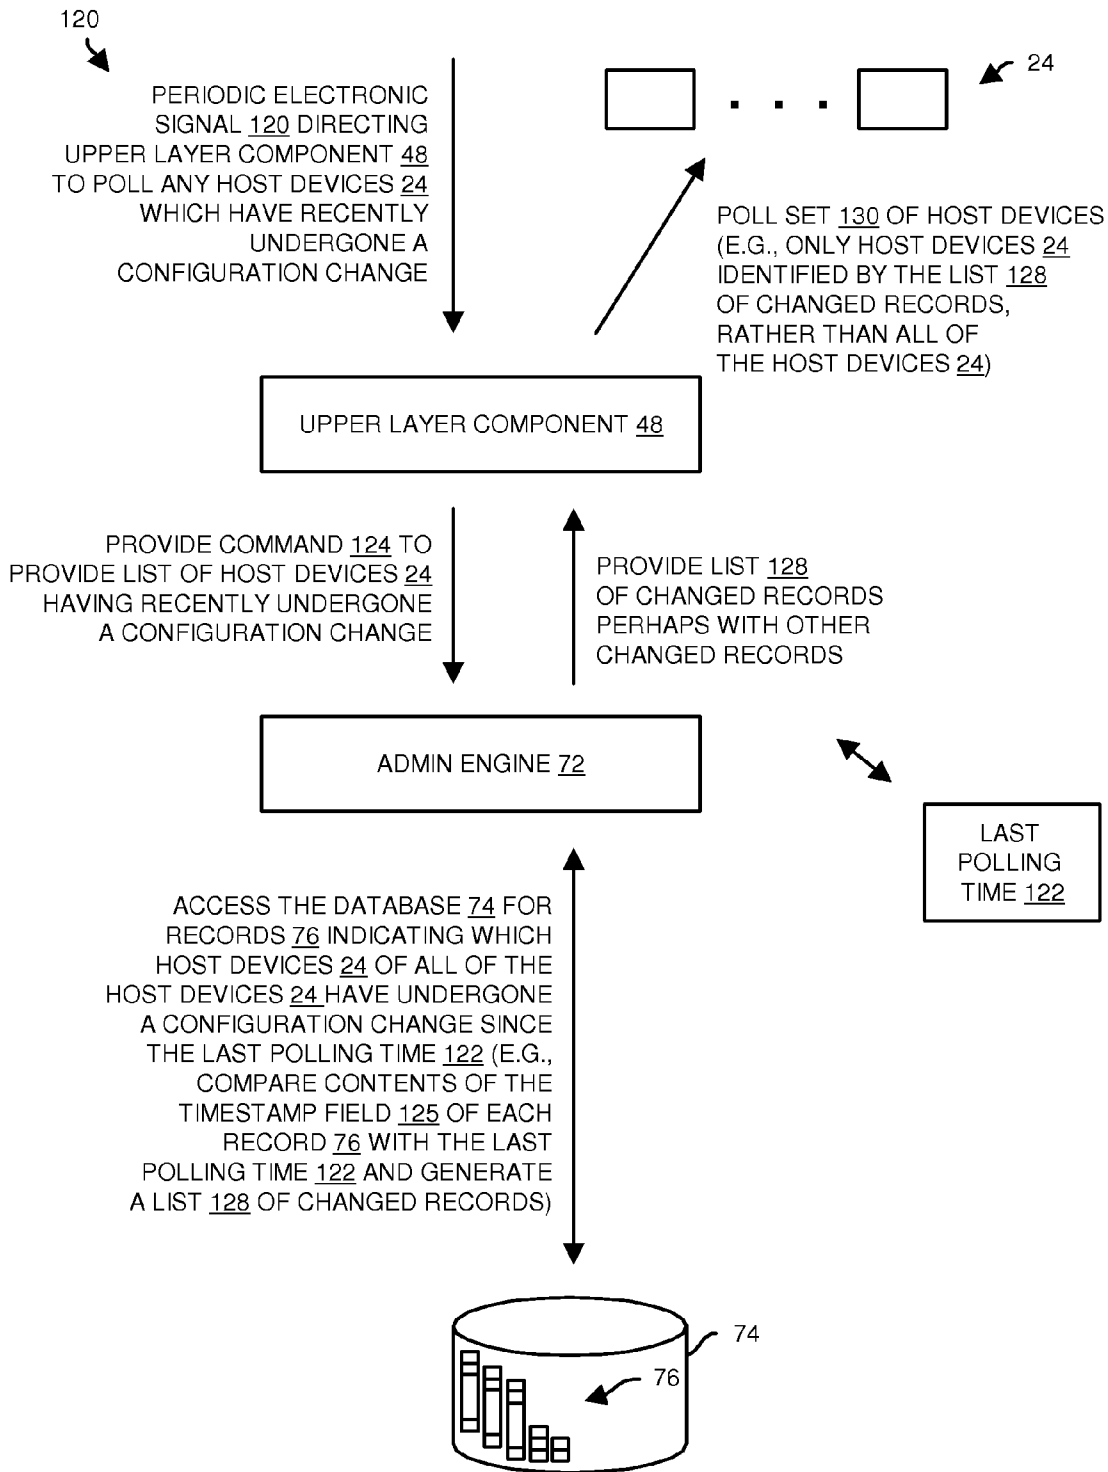 120
PERIODIC ELECTRONIC
SIGNAL 120 DIRECTING
UPPER LAYER COMPONENT 48
TO POLL ANY HOST DEVICES 24
WHICH HAVE RECENTLY
UNDERGONE A
CONFIGURATION CHANGE
24
POLL SET 130 OF HOST DEVICES
(E.G., ONLY HOST DEVICES 24
IDENTIFIED BY THE LIST 128
OF CHANGED RECORDS,
RATHER THAN ALL OF
THE HOST DEVICES 24)
UPPER LAYER COMPONENT 48
PROVIDE COMMAND 124 TO
PROVIDE LIST OF HOST DEVICES 24
HAVING RECENTLY UNDERGONE
A CONFIGURATION CHANGE
PROVIDE LIST 128
OF CHANGED RECORDS
PERHAPS WITH OTHER
CHANGED RECORDS
ADMIN ENGINE 72
LAST
POLLING
TIME 122
ACCESS THE DATABASE 74 FOR
RECORDS 76 INDICATING WHICH
HOST DEVICES 24 OF ALL OF THE
HOST DEVICES 24 HAVE UNDERGONE
A CONFIGURATION CHANGE SINCE
THE LAST POLLING TIME 122 (E.G.,
COMPARE CONTENTS OF THE
TIMESTAMP FIELD 125 OF EACH
RECORD 76 WITH THE LAST
POLLING TIME 122 AND GENERATE
A LIST 128 OF CHANGED RECORDS)
74
76